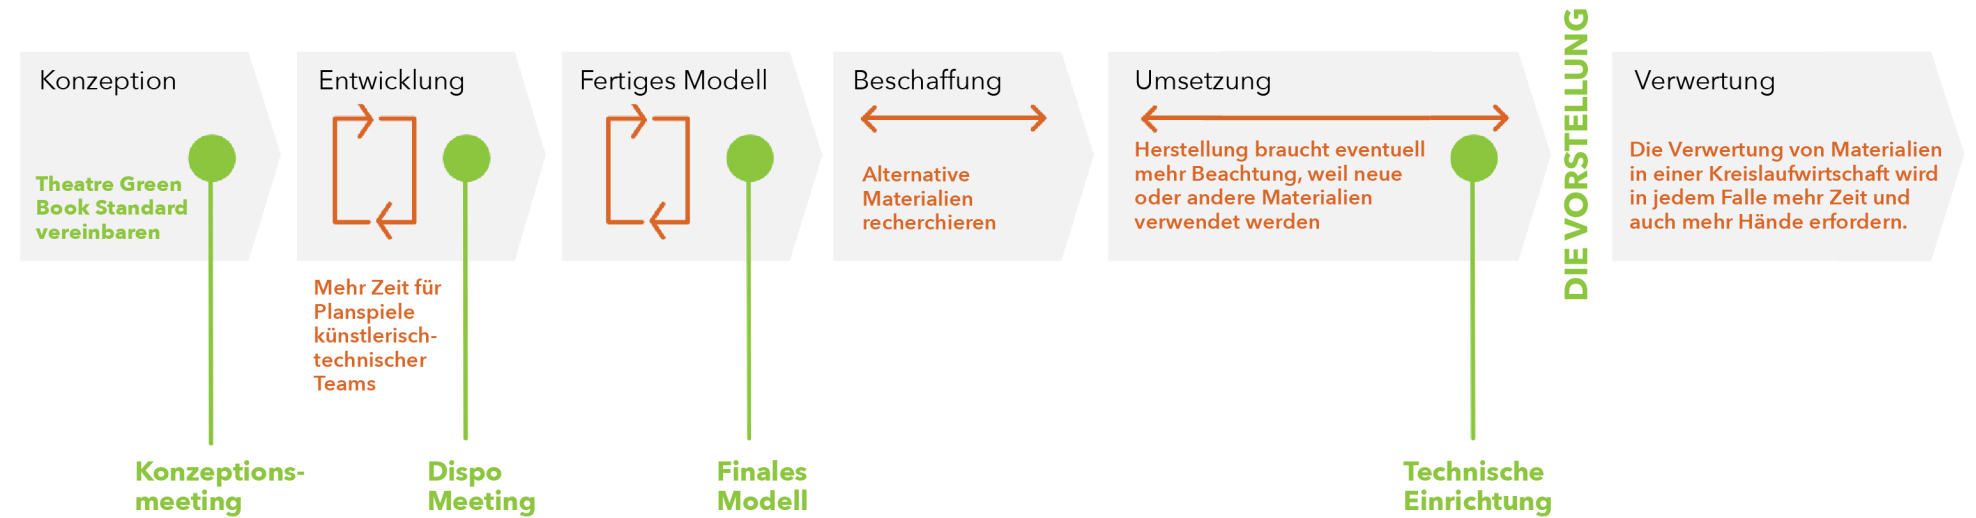 Konzeption
Theatre Green
Book Standard
vereinbaren
Konzeptions-
meeting
Entwicklung
Mehr Zeit für
Planspiele
künstlerisch-
technischer
Teams
Dispo
Meeting
Fertiges Modell
Finales
Modell
Beschaffung
Alternative
Materialien
recherchieren
Umsetzung
Herstellung braucht eventuell
mehr Beachtung, weil neue
oder andere Materialien
verwendet werden
Technische
Einrichtung
DIE VORSTELLUNG
Verwertung
Die Verwertung von Materialien
in einer Kreislaufwirtschaft wird
in jedem Falle mehr Zeit und
auch mehr Hände erfordern.